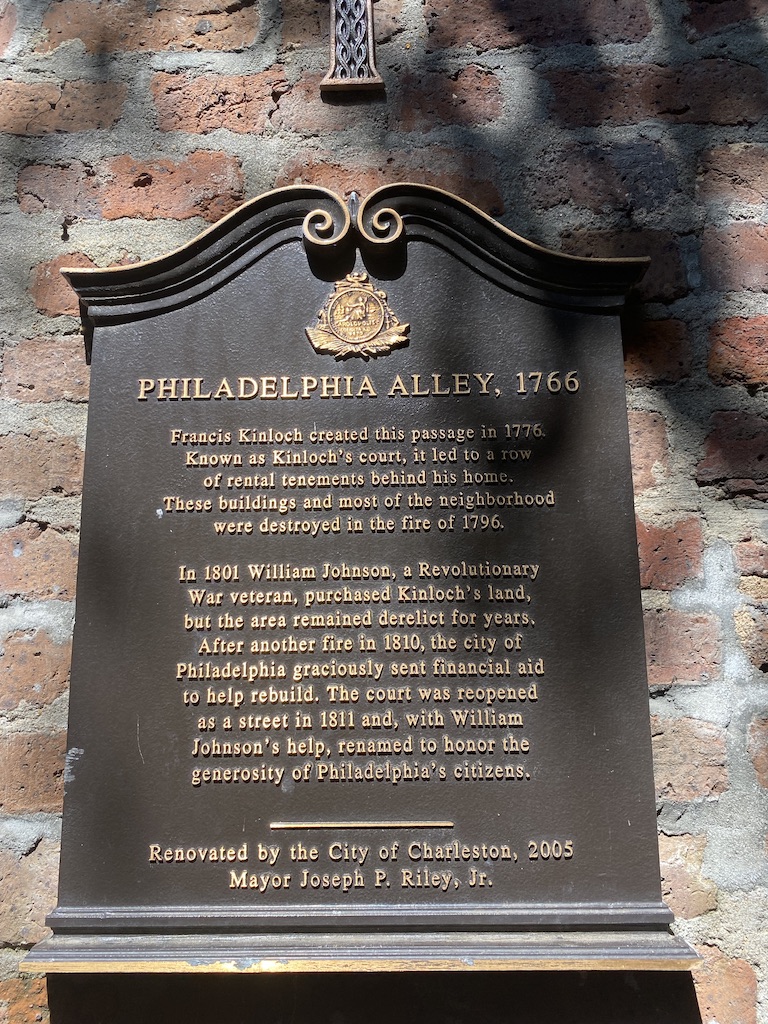 PHILADELPHIA ALLEY, 1766
Francis Kinloch created this passage in 1776.
Known as Kinloch's court, it led to a row
of rental tenements behind his home.
These buildings and most of the neighborhood
were destroyed in the fire of 1796.
In 1801 William Johnson, a Revolutionary
War veteran, purchased Kinloch's land,
but the area remained derelict for years.
After another fire in 1810, the city of
Philadelphia graciously sent financial aid
to help rebuild. The court was reopened
as a street in 1811 and, with William
Johnson's help, renamed to honor the
generosity of Philadelphia's citizens.
Renovated by the City of Charleston, 2005
Mayor Joseph P. Riley, Jr.